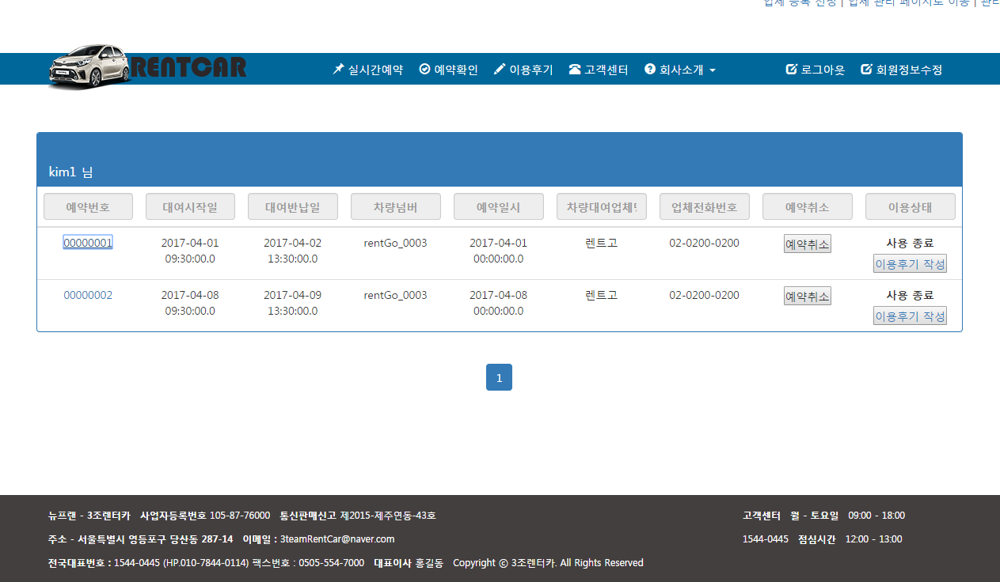 업체 등록 신청 | 업체 관리 페이지로 이동 | 관리
RENTCAR
실시간예약 예약확인 이용후기 고객센터 회사소개 로그아웃 회원정보수정
kim1 님
예약번호 대여시작일 대여반납일 차량넘버 예약일시 차량대여업체명 업체전화번호 예약취소 이용상태
00000001 2017-04-01 2017-04-02 rentGo_0003 2017-04-01 렌트고 02-0200-0200 예약취소 사용 종료
09:30:00.0 13:30:00.0 00:00:00.0 이용후기 작성
00000002 2017-04-08 2017-04-09 rentGo_0003 2017-04-08 렌트고 02-0200-0200 예약취소 사용 종료
09:30:00.0 13:30:00.0 00:00:00.0 이용후기 작성
1
뉴프랜 - 3조렌터카 사업자등록번호 105-87-76000 통신판매신고 제2015-제주연동-43호 고객센터 월 - 토요일 09:00 - 18:00
주소 - 서울특별시 영등포구 당산동 287-14 이메일 : 3teamRentCar@naver.com 1544-0445 점심시간 12:00 - 13:00
전국대표번호 : 1544-0445 (HP.010-7844-0114) 팩스번호 : 0505-554-7000 대표이사 홍길동 Copyright © 3조렌터카. All Rights Reserved